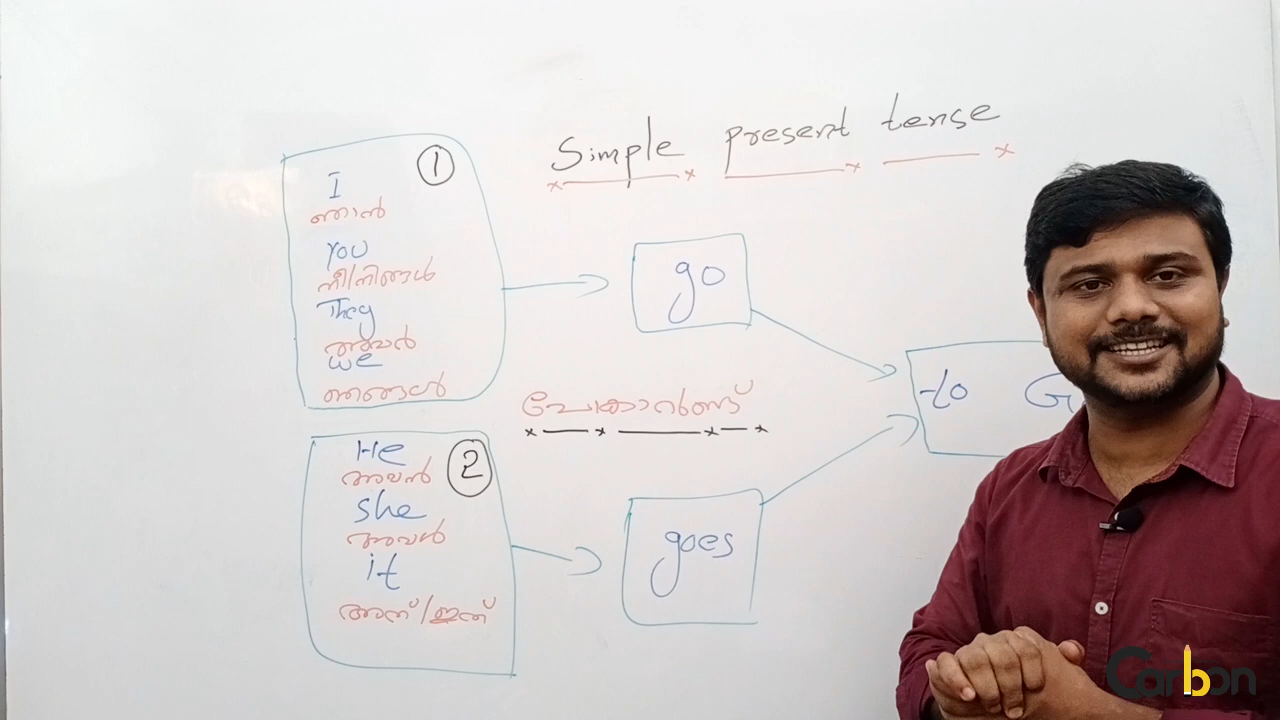 Simple present tense
1
I
ഞാൻ
You
നീ/നിങ്ങൾ
They
അവർ
we
ഞങ്ങൾ
go
പോകാറുണ്ട്
to G
2
He
അവൻ
She
അവൾ
it
അത്/ഇത്
goes
Carbon